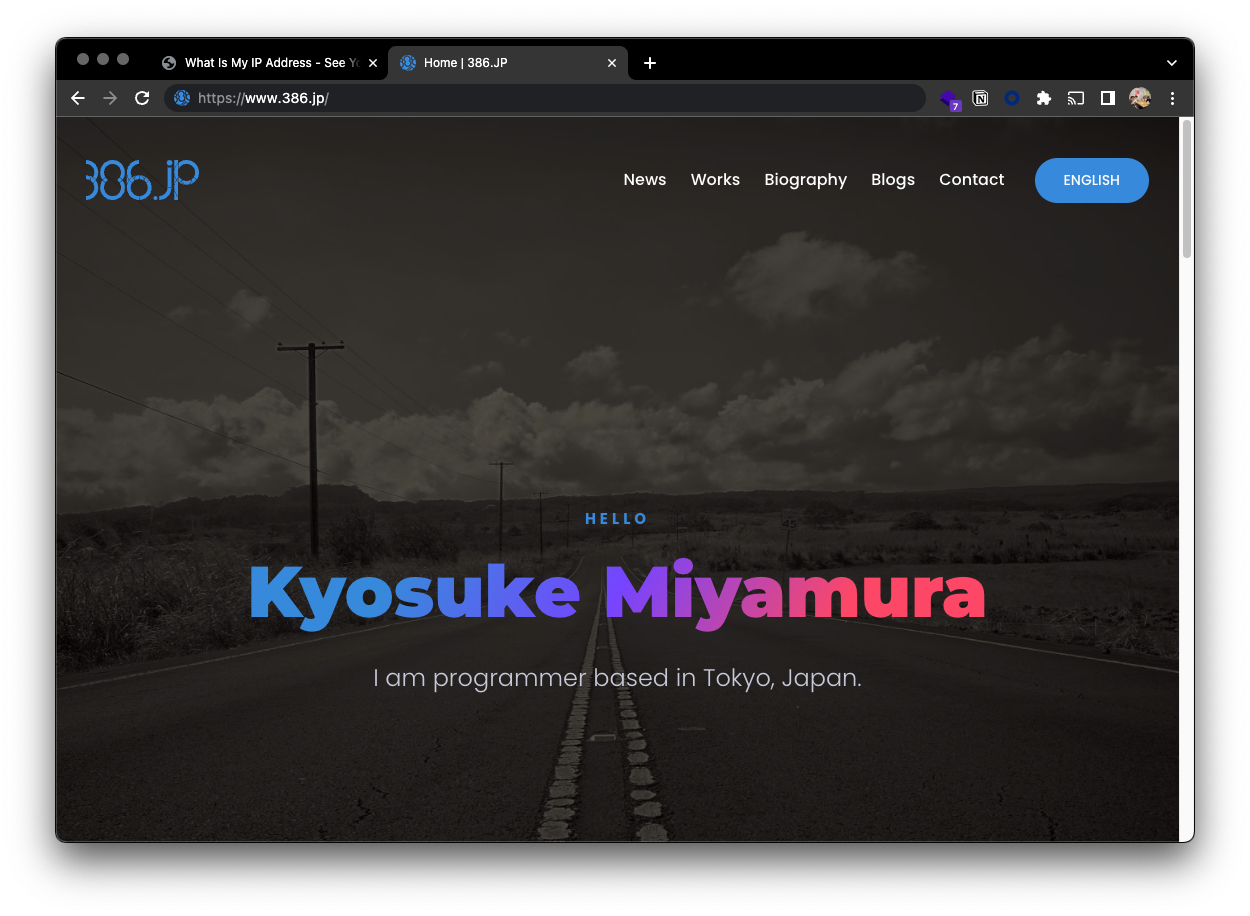 What Is My IP Address - See Yo
Home | 386.JP
https://www.386.jp/
7
386.JP
News Works Biography Blogs Contact ENGLISH
45
HELLO
Kyosuke Miyamura
I am programmer based in Tokyo, Japan.